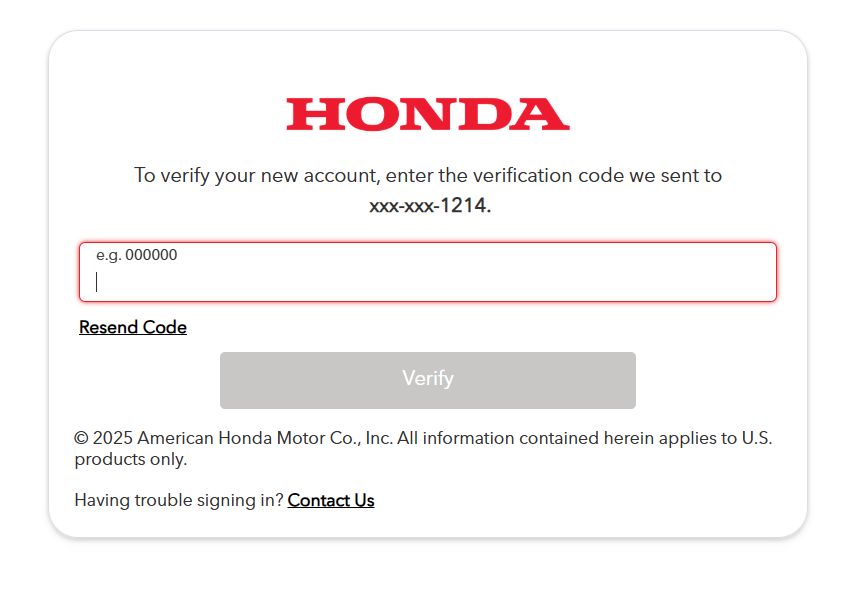 HONDA
To verify your new account, enter the verification code we sent to
xxx-xxx-1214.
e.g. 000000
Resend Code
Verify
© 2025 American Honda Motor Co., Inc. All information contained herein applies to U.S.
products only.
Having trouble signing in? Contact Us